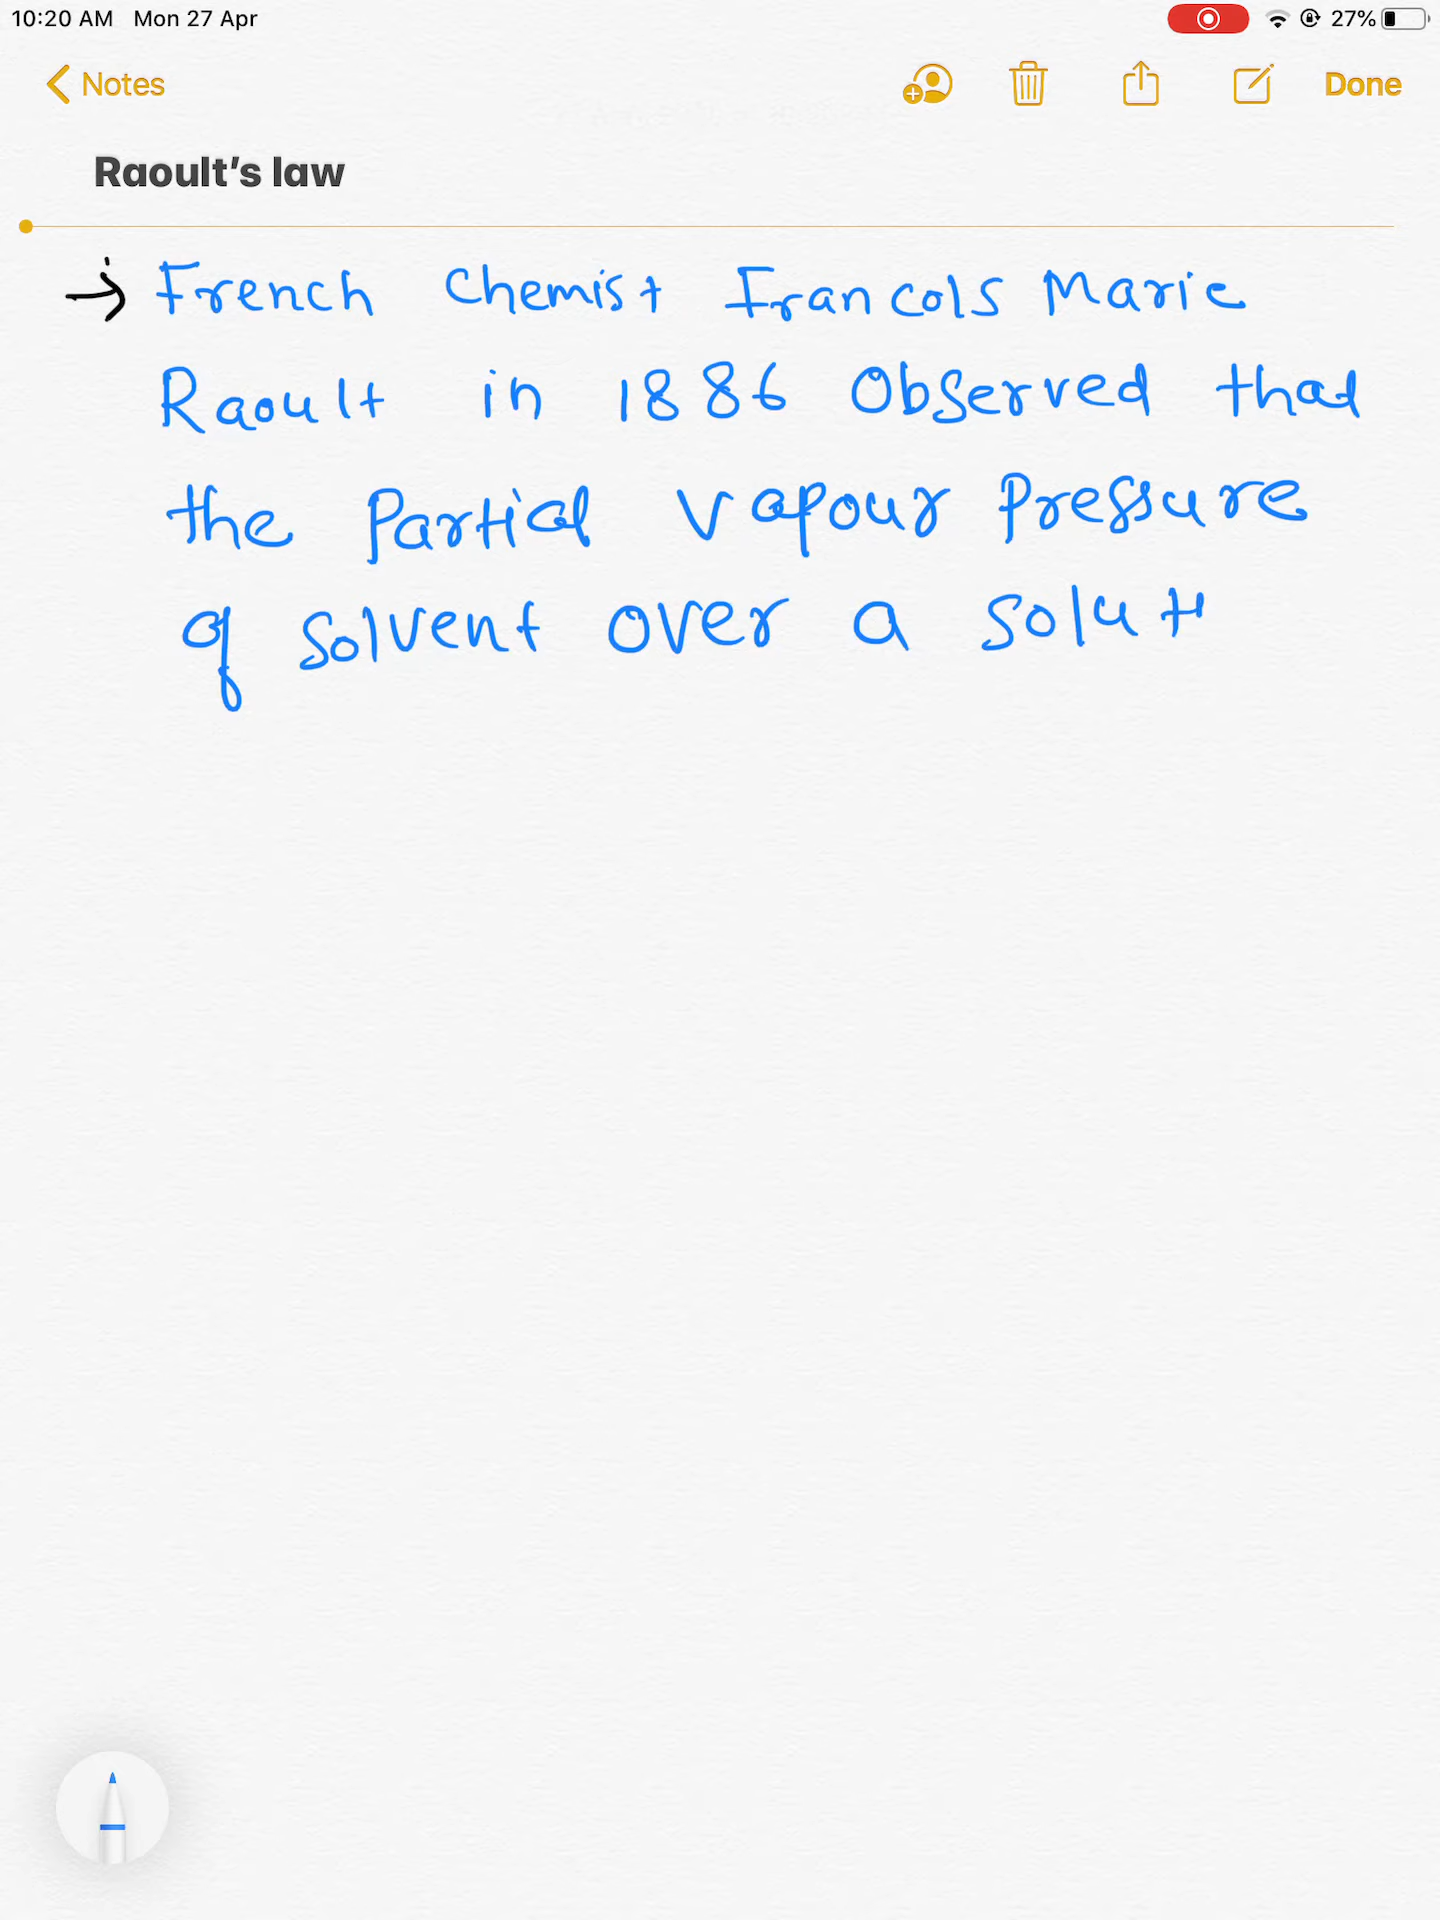 10:20 AM Mon 27 Apr 27%
Notes Done
Raoult's law
→ French Chemist Francols Marie
Raoult in 1886 Observed that
the Partial vapour Pressure
of solvent over a soluti